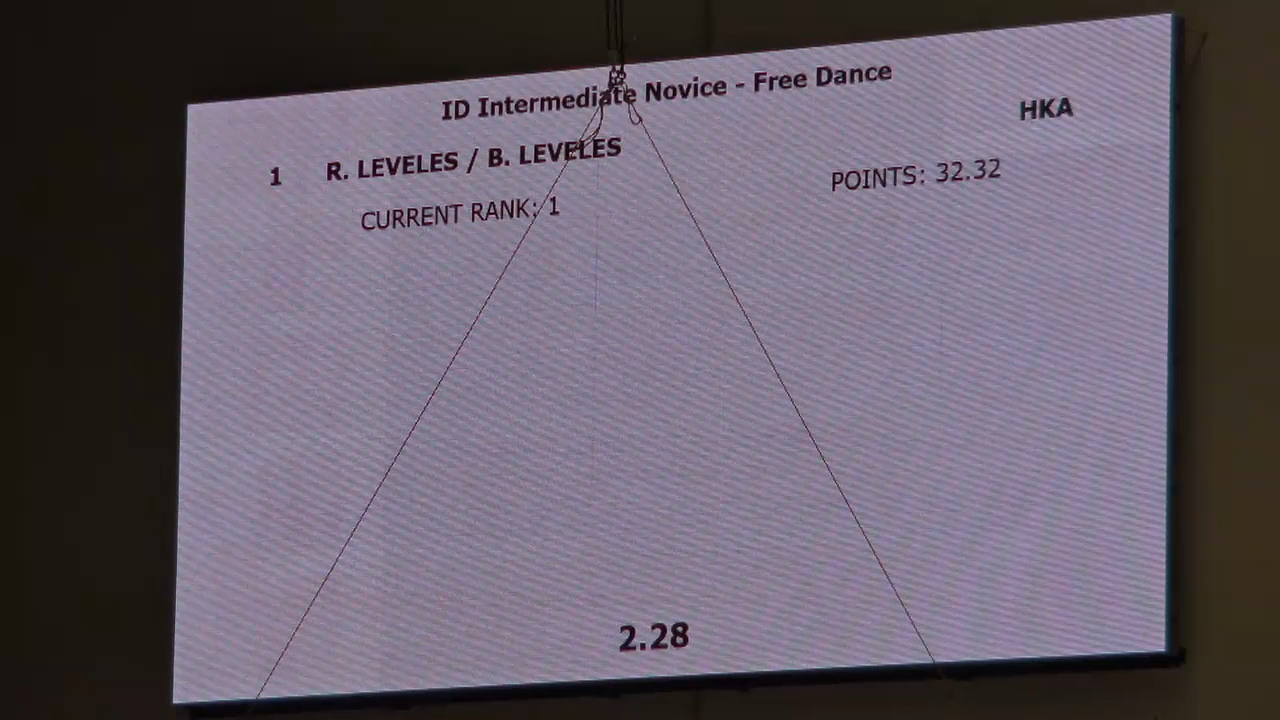 ID Intermediate Novice - Free Dance
HKA
1 R. LEVELES / B. LEVELES
POINTS: 32.32
CURRENT RANK: 1
2.28